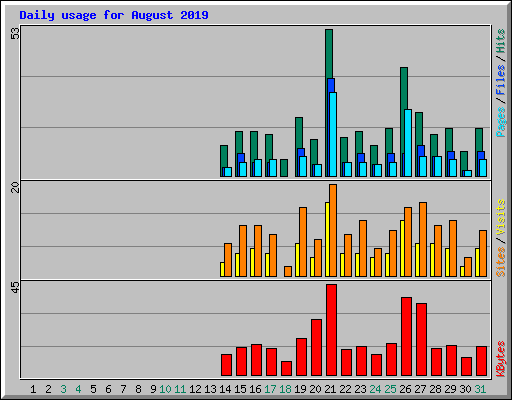 Daily usage for August 2019
53
20
45
Pages / Files / Hits
Sites / Visits
KBytes
1 2 3 4 5 6 7 8 9 10 11 12 13 14 15 16 17 18 19 20 21 22 23 24 25 26 27 28 29 30 31